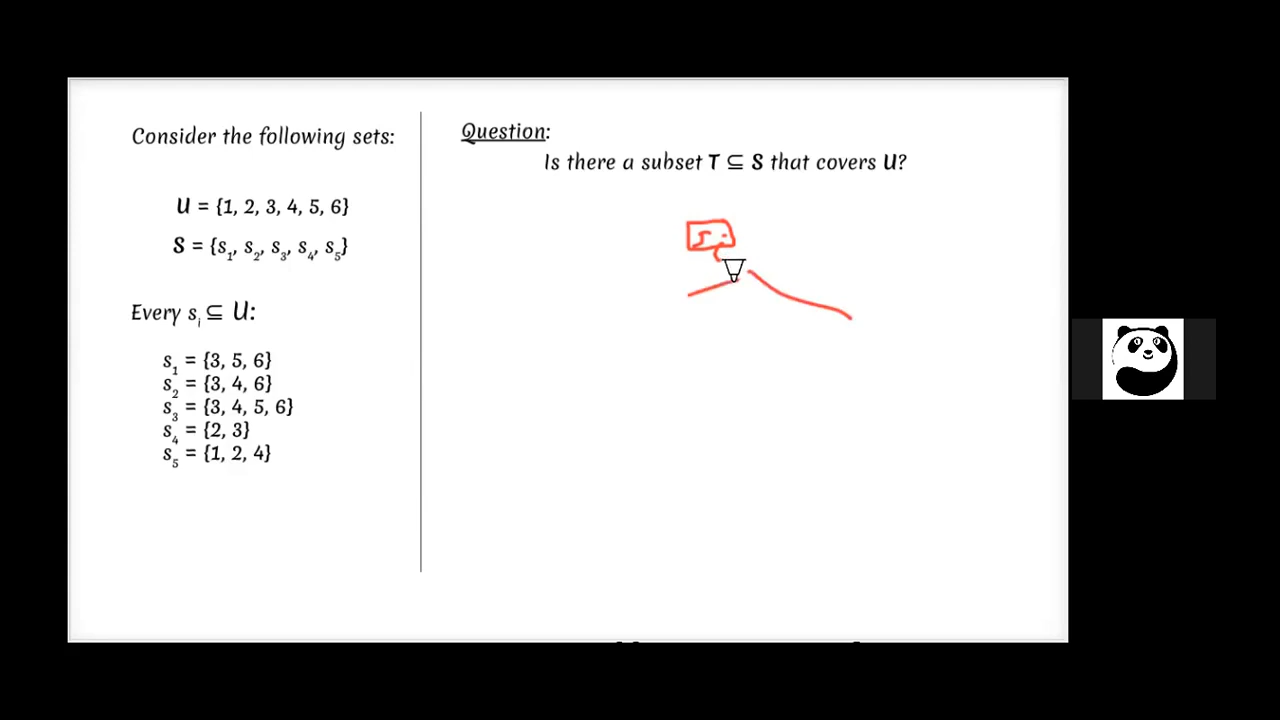 Consider the following sets:
U = {1, 2, 3, 4, 5, 6}
S = {s₁, s₂, s₃, s₄, s₅}
Every sᵢ ⊆ U:
s₁ = {3, 5, 6}
s₂ = {3, 4, 6}
s₃ = {3, 4, 5, 6}
s₄ = {2, 3}
s₅ = {1, 2, 4}
Question:
Is there a subset T ⊆ S that covers U?